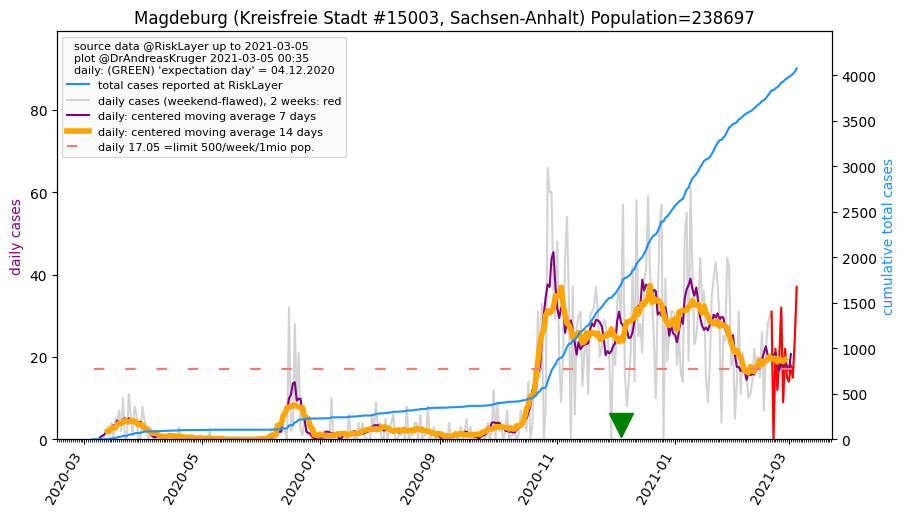 Magdeburg (Kreisfreie Stadt #15003, Sachsen-Anhalt) Population=238697
source data @RiskLayer up to 2021-03-05
plot @DrAndreasKruger 2021-03-05 00:35
daily: (GREEN) 'expectation day' = 04.12.2020
total cases reported at RiskLayer
daily cases (weekend-flawed), 2 weeks: red
daily: centered moving average 7 days
daily: centered moving average 14 days
daily 17.05 =limit 500/week/1mio pop.
daily cases
80
60
40
20
0
cumulative total cases
4000
3500
3000
2500
2000
1500
1000
500
0
2020-03
2020-05
2020-07
2020-09
2020-11
2021-01
2021-03